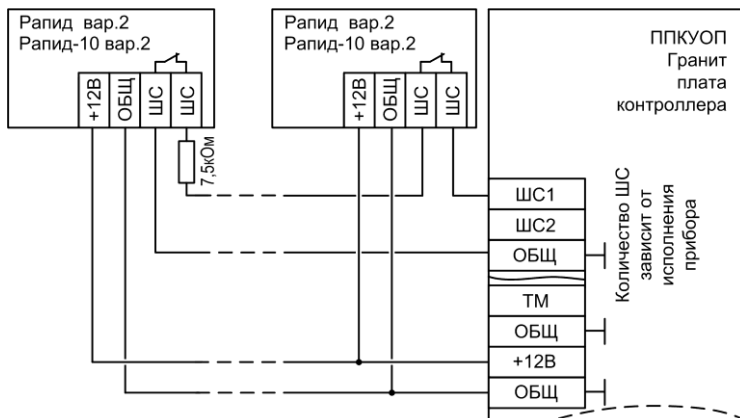 Рапид вар.2
Рапид-10 вар.2
+12В
ОБЩ
ШС
ШС
7,5кОм
Рапид вар.2
Рапид-10 вар.2
+12В
ОБЩ
ШС
ШС
ППКУОП
Гранит
плата
контроллера
ШС1
ШС2
ОБЩ
ТМ
ОБЩ
+12В
ОБЩ
Количество ШС
зависит от
исполнения
прибора